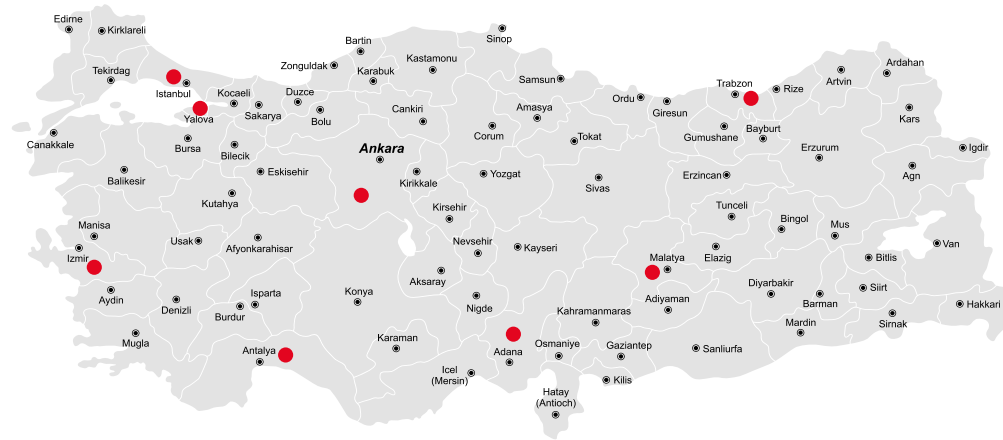 Edirne
Kirklareli
Sinop
Bartin
Kastamonu
Zonguldak
Karabuk
Tekirdag
Istanbul
Kocaeli
Duzce
Samsun
Trabzon
Artvin
Ardahan
Rize
Yalova
Sakarya
Bolu
Cankiri
Amasya
Ordu
Giresun
Kars
Canakkale
Bursa
Bilecik
Corum
Tokat
Gumushane
Bayburt
Igdir
Ankara
Erzurum
Balikesir
Eskisehir
Kirikkale
Yozgat
Sivas
Erzincan
Agn
Kutahya
Kirsehir
Tunceli
Bingol
Mus
Manisa
Usak
Afyonkarahisar
Nevsehir
Kayseri
Van
Izmir
Malatya
Elazig
Bitlis
Aydin
Isparta
Konya
Aksaray
Diyarbakir
Siirt
Denizli
Burdur
Nigde
Adiyaman
Barman
Hakkari
Kahramanmaras
Mardin
Sirnak
Mugla
Karaman
Antalya
Adana
Osmaniye
Gaziantep
Sanliurfa
Icel
(Mersin)
Kilis
Hatay
(Antioch)